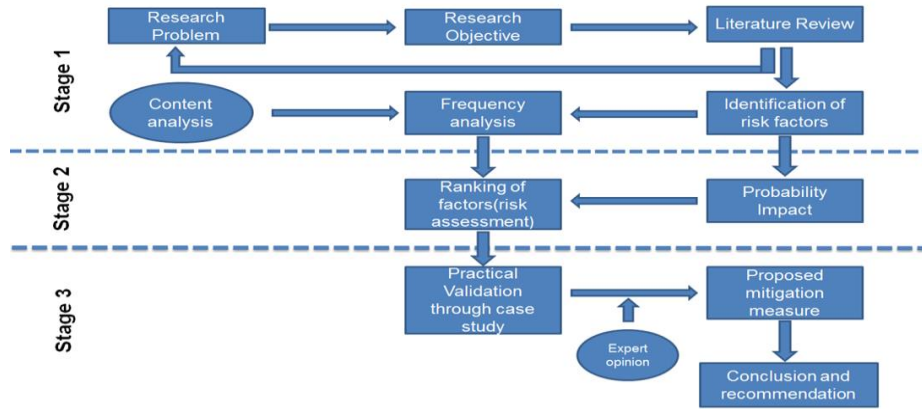 Stage 1
Research
Problem
Research
Objective
Literature Review
Content
analysis
Frequency
analysis
Identification of
risk factors
Stage 2
Ranking of
factors(risk
assessment)
Probability
Impact
Stage 3
Practical
Validation
through case
study
Expert
opinion
Proposed
mitigation
measure
Conclusion and
recommendation